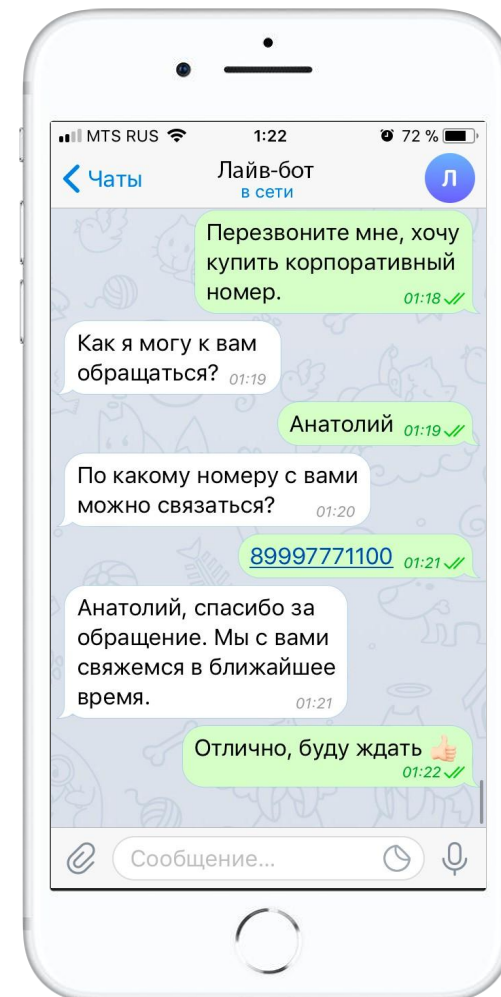 MTS RUS 1:22 72 %
Чаты Лайв-бот Л
в сети
Перезвоните мне, хочу
купить корпоративный
номер. 01:18
Как я могу к вам
обращаться? 01:19
Анатолий 01:19
По какому номеру с вами
можно связаться? 01:20
89997771100 01:21
Анатолий, спасибо за
обращение. Мы с вами
свяжемся в ближайшее
время. 01:21
Отлично, буду ждать
01:22
Сообщение...